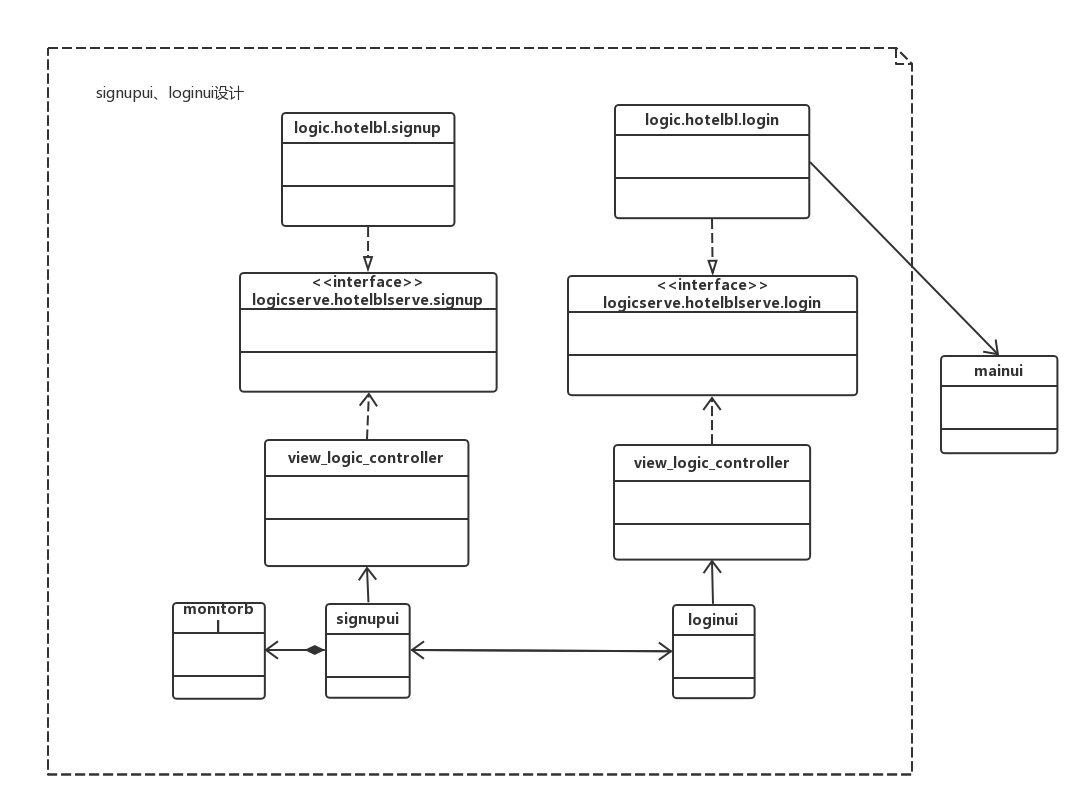 signupui、loginui设计
logic.hotelbl.signup
logic.hotelbl.login
<<interface>>
logicserve.hotelblserve.signup
<<interface>>
logicserve.hotelblserve.login
mainui
view_logic_controller
view_logic_controller
monitorb
l
signupui
loginui